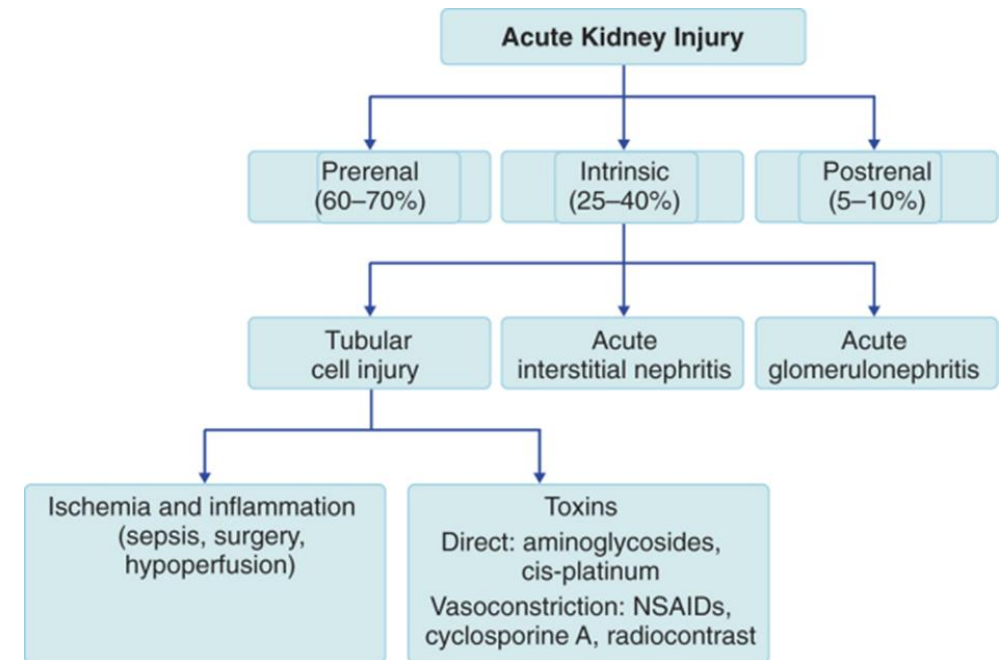 Acute Kidney Injury
Prerenal
(60–70%)
Intrinsic
(25–40%)
Postrenal
(5–10%)
Tubular
cell injury
Acute
interstitial nephritis
Acute
glomerulonephritis
Ischemia and inflammation
(sepsis, surgery,
hypoperfusion)
Toxins
Direct: aminoglycosides,
cis-platinum
Vasoconstriction: NSAIDs,
cyclosporine A, radiocontrast